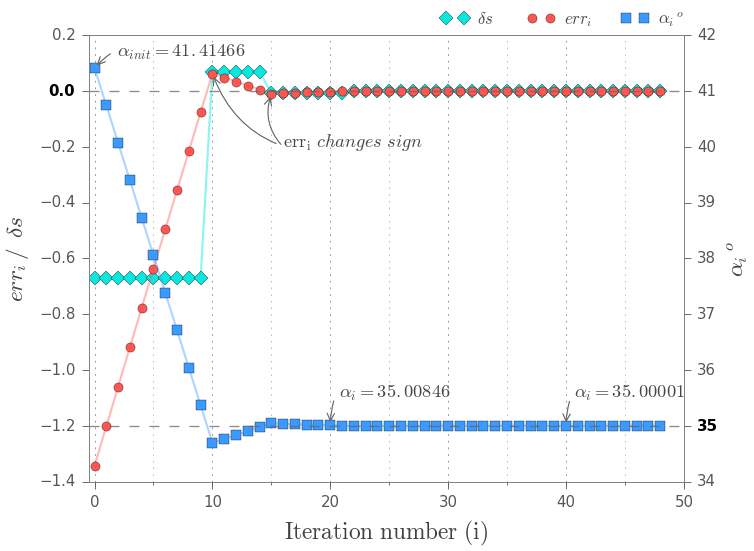 δs err_i α_i^o
0.2 42
α_init = 41.41466
0.0 41
−0.2 40
err_i changes sign
−0.4 39
−0.6 38
err_i / δs
α_i^o
−0.8 37
−1.0 36
α_i = 35.00846 α_i = 35.00001
−1.2 35
−1.4 34
0 10 20 30 40 50
Iteration number (i)